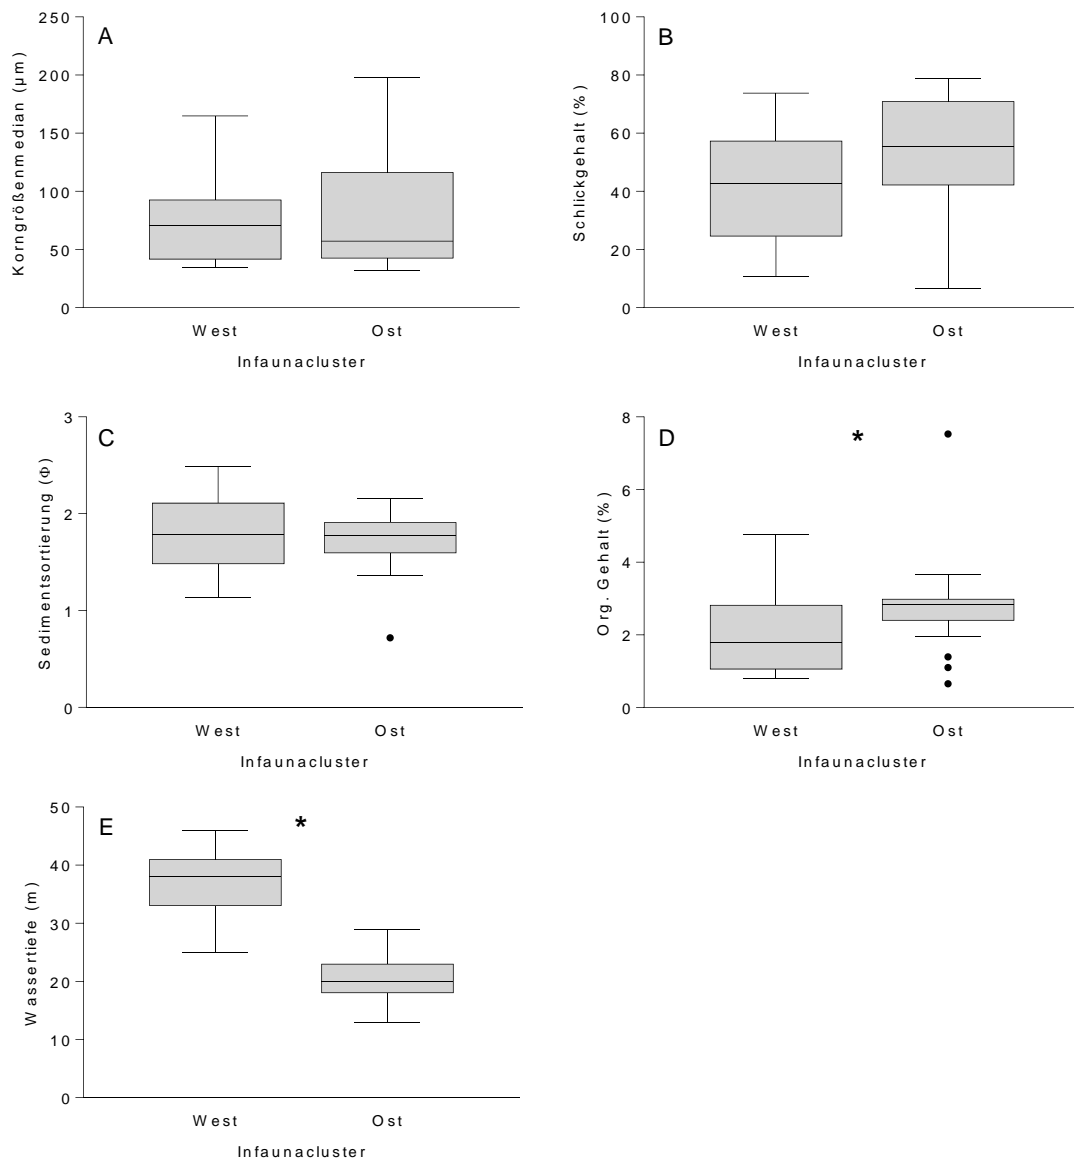 A
Korngrößenmedian (µm)
250
200
150
100
50
0
West Ost
Infaunacluster
B
Schlickgehalt (%)
100
80
60
40
20
0
West Ost
Infaunacluster
C
Sedimentsortierung (Φ)
3
2
1
0
West Ost
Infaunacluster
D
*
Org. Gehalt (%)
8
6
4
2
0
West Ost
Infaunacluster
E
*
Wassertiefe (m)
50
40
30
20
10
0
West Ost
Infaunacluster